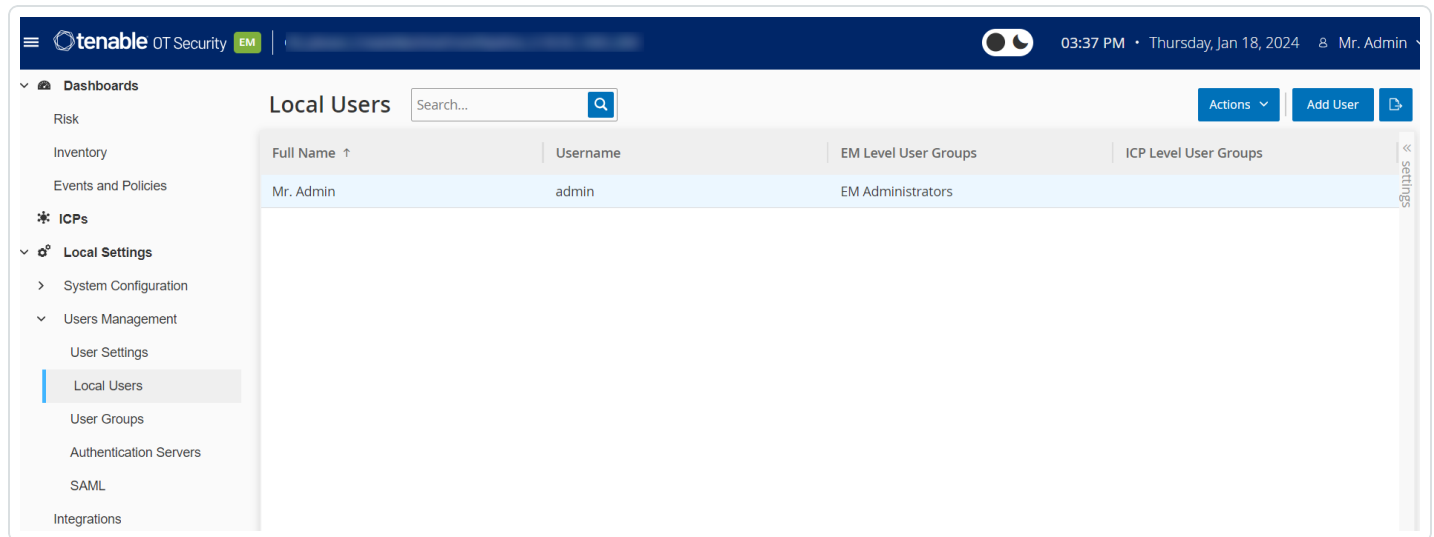 tenable OT Security EM
03:37 PM • Thursday, Jan 18, 2024 Mr. Admin
Dashboards
Risk
Inventory
Events and Policies
ICPs
Local Settings
System Configuration
Users Management
User Settings
Local Users
User Groups
Authentication Servers
SAML
Integrations
Local Users Search... Actions Add User
Full Name ↑ Username EM Level User Groups ICP Level User Groups
Mr. Admin admin EM Administrators
settings